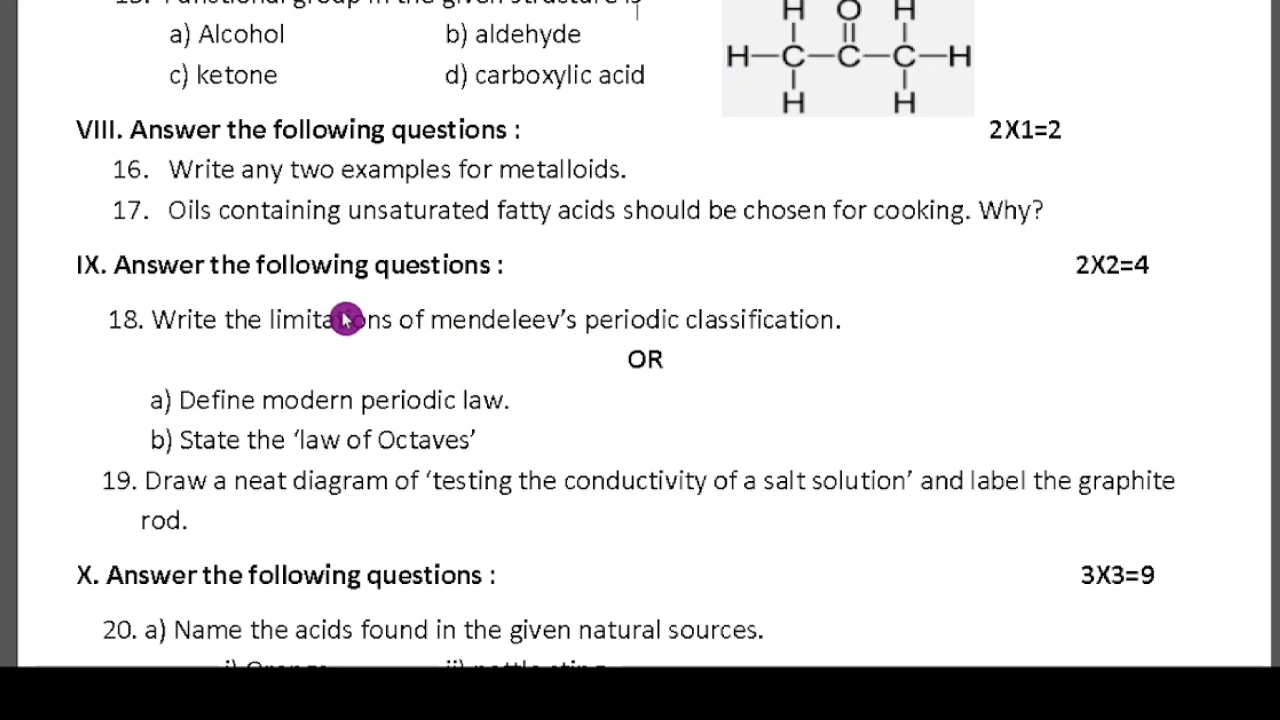 a) Alcohol b) aldehyde
c) ketone d) carboxylic acid
H O H
H–C–C–C–H
H H
VIII. Answer the following questions : 2X1=2
16. Write any two examples for metalloids.
17. Oils containing unsaturated fatty acids should be chosen for cooking. Why?
IX. Answer the following questions : 2X2=4
18. Write the limitations of mendeleev’s periodic classification.
OR
a) Define modern periodic law.
b) State the ‘law of Octaves’
19. Draw a neat diagram of ‘testing the conductivity of a salt solution’ and label the graphite
rod.
X. Answer the following questions : 3X3=9
20. a) Name the acids found in the given natural sources.